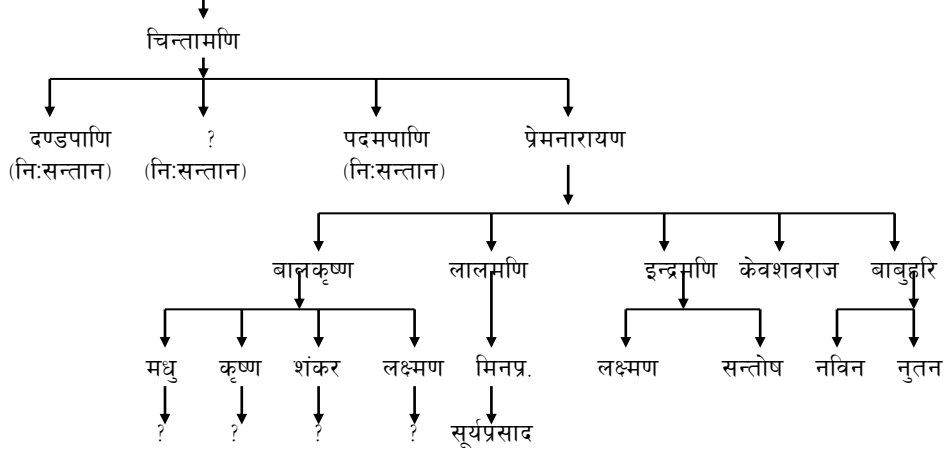 चिन्तामणि
दण्डपाणि ? पदमपाणि प्रेमनारायण
(नि:सन्तान) (नि:सन्तान) (नि:सन्तान)
बालकृष्ण लालमणि इन्द्रमणि केवशवराज बाबुहरि
मधु कृष्ण शंकर लक्ष्मण मिनप्र. लक्ष्मण सन्तोष नविन नुतन
? ? ? ? सूर्यप्रसाद